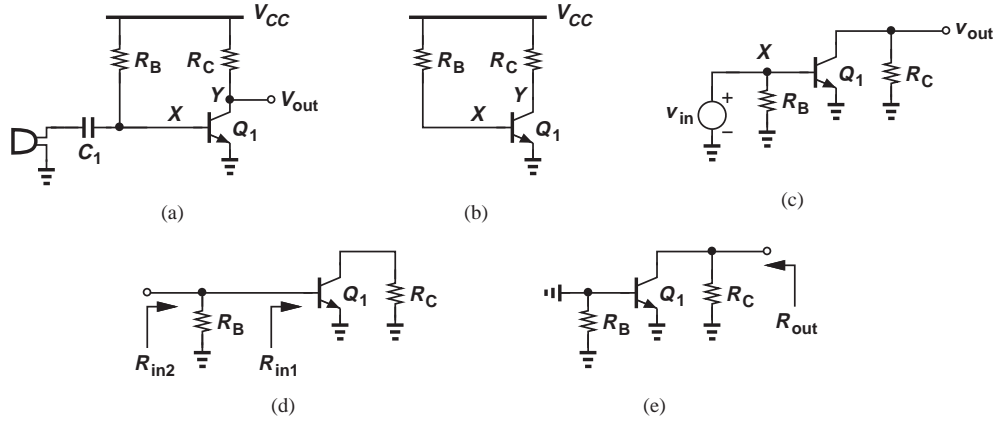 V_CC
R_B
R_C
Y
V_out
X
Q_1
C_1
(a)
V_CC
R_B
R_C
Y
X
Q_1
(b)
v_out
X
Q_1
R_C
R_B
v_in
+
−
(c)
Q_1
R_C
R_B
R_in2
R_in1
(d)
Q_1
R_C
R_B
R_out
(e)